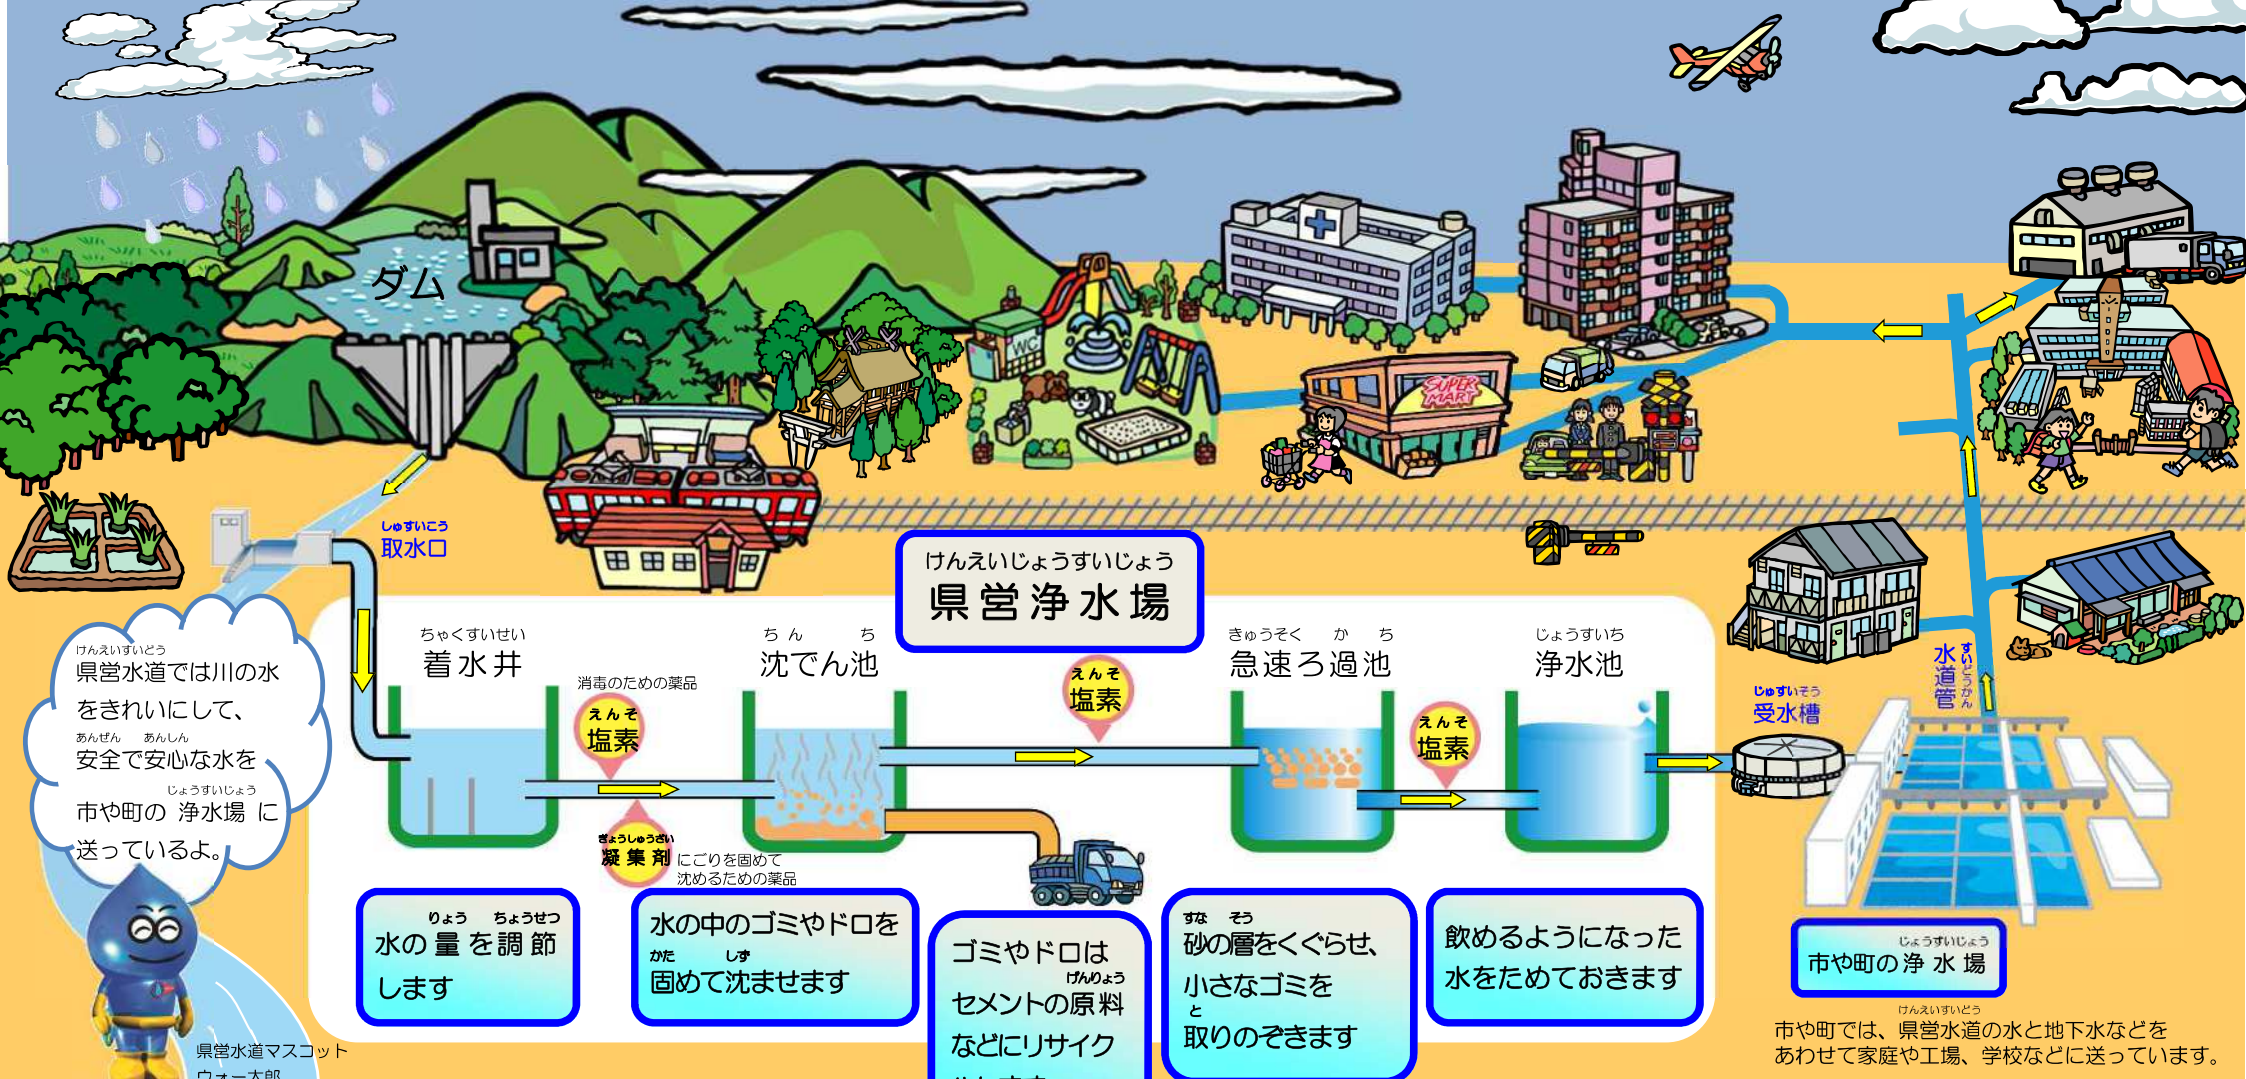 ダム
WC
SUPER
MART
しゅすいこう
取水口
けんえいじょうすいじょう
県営浄水場
ちゃくすいせい
着水井
ちんでんち
沈でん池
きゅうそく か ち
急速ろ過池
じょうすいち
浄水池
消毒のための薬品
えんそ
塩素
えんそ
塩素
えんそ
塩素
ぎょうしゅうざい
凝集剤
にごりを固めて
沈めるための薬品
じゅすいそう
受水槽
すいどうかん
水道管
けんえいすいどう
県営水道では川の水
をきれいにして、
あんぜん あんしん
安全で安心な水を
じょうすいじょう
市や町の 浄水場 に
送っているよ。
県営水道マスコット
ウォー太郎
りょう ちょうせつ
水の量を調節
します
水の中のゴミやドロを
かた しず
固めて沈ませます
ゴミやドロは
げんりょう
セメントの原料
などにリサイク
すな そう
砂の層をくぐらせ、
小さなゴミを
と
取りのぞきます
飲めるようになった
水をためておきます
じょうすいじょう
市や町の浄水場
けんえいすいどう
市や町では、県営水道の水と地下水などを
あわせて家庭や工場、学校などに送っています。